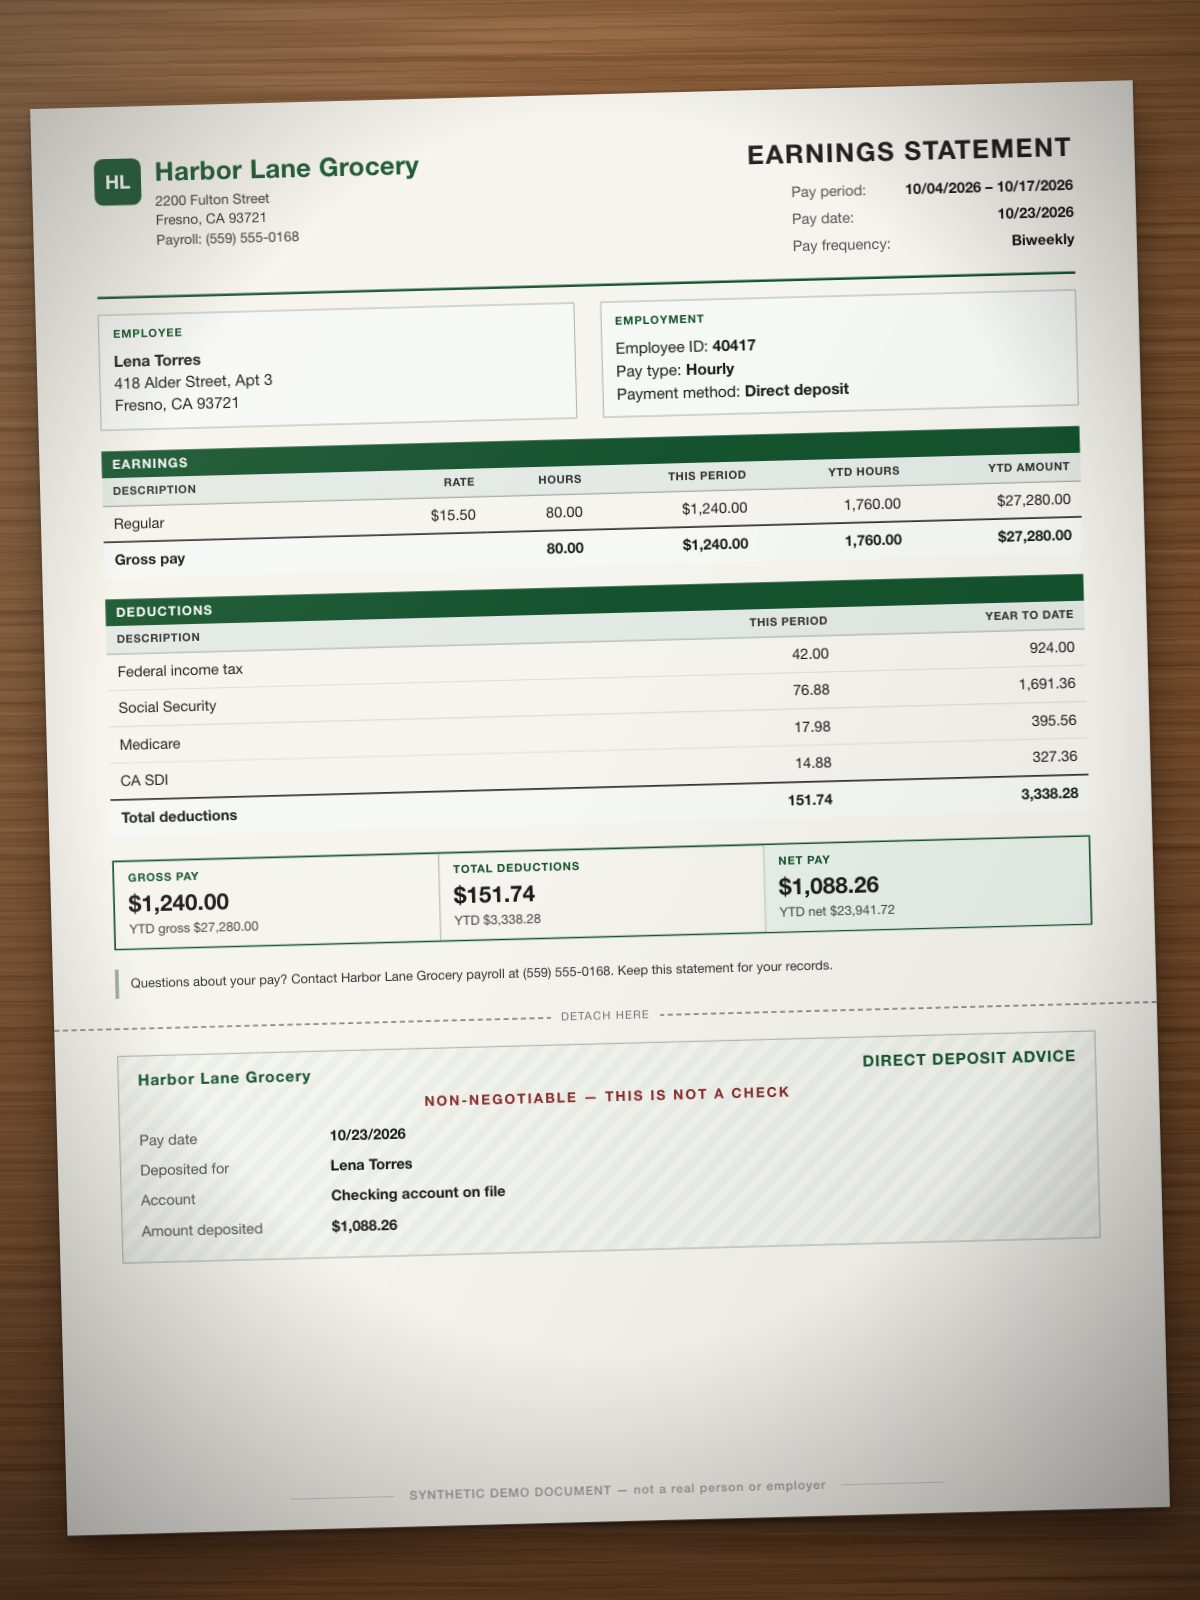 HL
Harbor Lane Grocery
2200 Fulton Street
Fresno, CA 93721
Payroll: (559) 555-0168
EARNINGS STATEMENT
Pay period: 10/04/2026 – 10/17/2026
Pay date: 10/23/2026
Pay frequency: Biweekly
EMPLOYEE
Lena Torres
418 Alder Street, Apt 3
Fresno, CA 93721
EMPLOYMENT
Employee ID: 40417
Pay type: Hourly
Payment method: Direct deposit
EARNINGS
DESCRIPTION RATE HOURS THIS PERIOD YTD HOURS YTD AMOUNT
Regular $15.50 80.00 $1,240.00 1,760.00 $27,280.00
Gross pay 80.00 $1,240.00 1,760.00 $27,280.00
DEDUCTIONS
DESCRIPTION THIS PERIOD YEAR TO DATE
Federal income tax 42.00 924.00
Social Security 76.88 1,691.36
Medicare 17.98 395.56
CA SDI 14.88 327.36
Total deductions 151.74 3,338.28
GROSS PAY
$1,240.00
YTD gross $27,280.00
TOTAL DEDUCTIONS
$151.74
YTD $3,338.28
NET PAY
$1,088.26
YTD net $23,941.72
Questions about your pay? Contact Harbor Lane Grocery payroll at (559) 555-0168. Keep this statement for your records.
DETACH HERE
Harbor Lane Grocery
DIRECT DEPOSIT ADVICE
NON-NEGOTIABLE — THIS IS NOT A CHECK
Pay date 10/23/2026
Deposited for Lena Torres
Account Checking account on file
Amount deposited $1,088.26
SYNTHETIC DEMO DOCUMENT — not a real person or employer